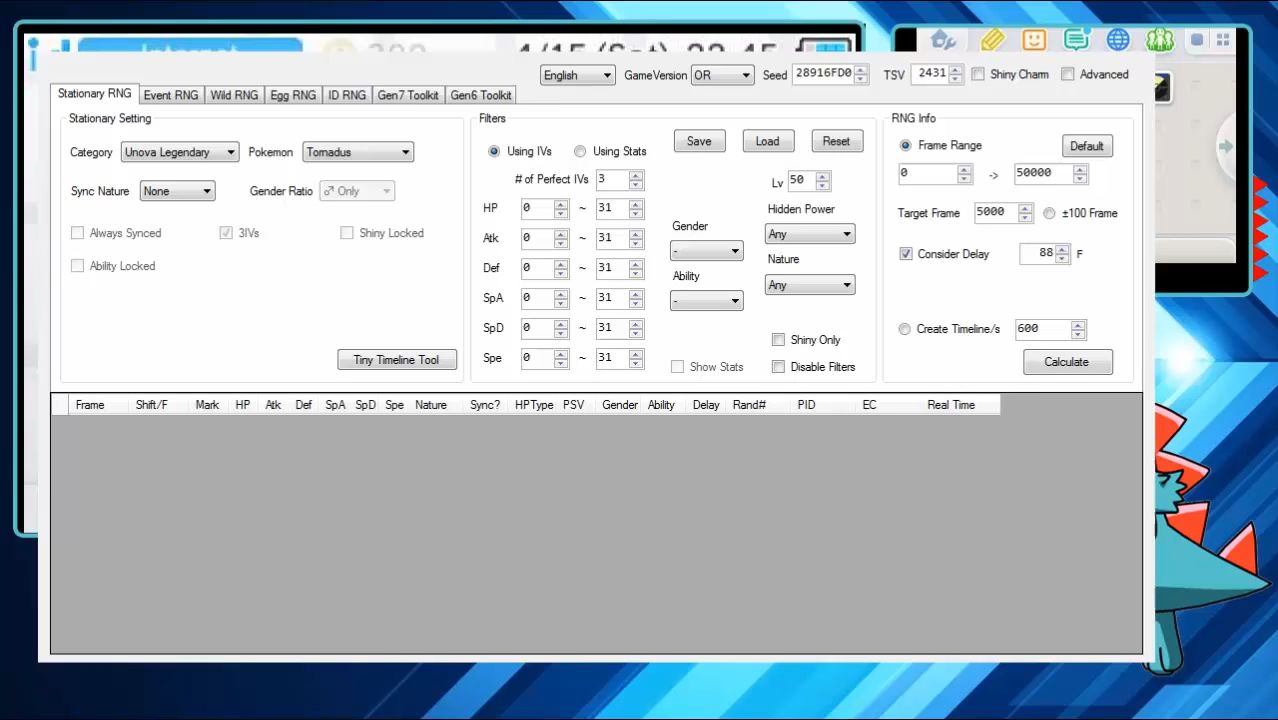 English GameVersion OR Seed 28916FD0 TSV 2431 Shiny Charm Advanced
Stationary RNG Event RNG Wild RNG Egg RNG ID RNG Gen7 Toolkit Gen6 Toolkit
Stationary Setting
Category Unova Legendary Pokemon Tornadus
Sync Nature None Gender Ratio ♂ Only
Always Synced 3IVs Shiny Locked
Ability Locked
Tiny Timeline Tool
Filters
Using IVs Using Stats Save Load Reset
# of Perfect IVs 3 Lv 50
HP 0 ~ 31
Atk 0 ~ 31
Def 0 ~ 31
SpA 0 ~ 31
SpD 0 ~ 31
Spe 0 ~ 31
Gender
-
Ability
-
Hidden Power
Any
Nature
Any
Shiny Only
Show Stats Disable Filters
RNG Info
Frame Range Default
0 -> 50000
Target Frame 5000 ±100 Frame
Consider Delay 88 F
Create Timeline/s 600
Calculate
Frame Shift/F Mark HP Atk Def SpA SpD Spe Nature Sync? HPType PSV Gender Ability Delay Rand# PID EC Real Time